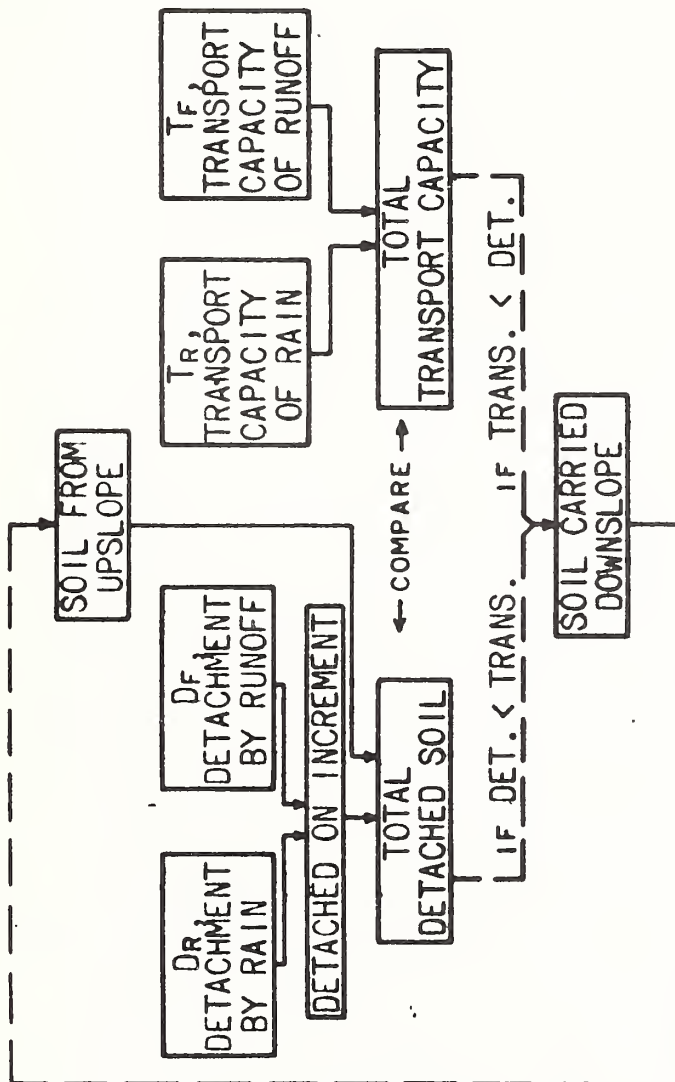 SOIL FROM
UPSLOPE
DR,
DETACHMENT
BY RAIN
DF,
DETACHMENT
BY RUNOFF
TR,
TRANSPORT
CAPACITY
OF RAIN
TF,
TRANSPORT
CAPACITY
OF RUNOFF
DETACHED ON INCREMENT
TOTAL
DETACHED SOIL
← COMPARE →
TOTAL
TRANSPORT CAPACITY
IF DET. < TRANS.
IF TRANS. < DET.
SOIL CARRIED
DOWNSLOPE